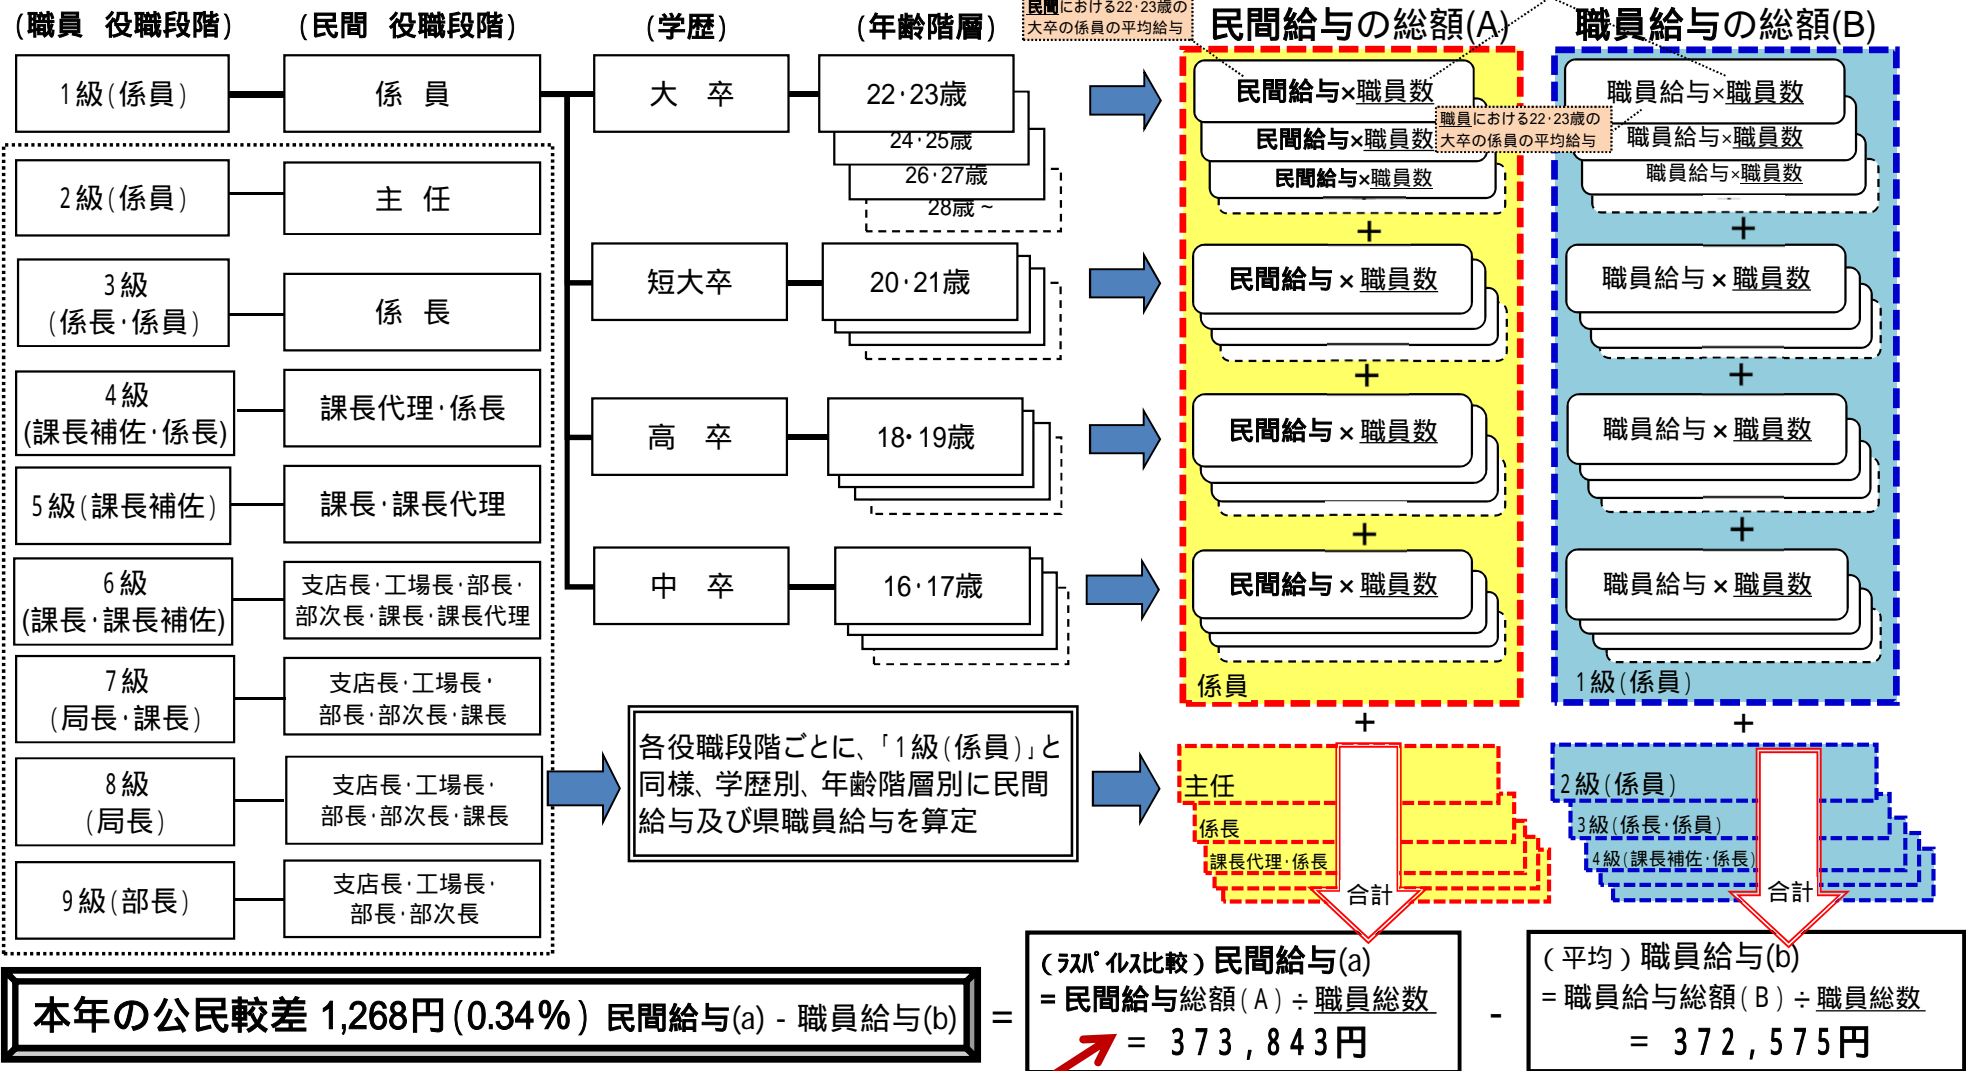 (職員 役職段階)
(民間 役職段階)
(学歴)
(年齢階層)
民間における22·23歳の
大卒の係員の平均給与
民間給与の総額(A)
職員給与の総額(B)
1級(係員)
係 員
大 卒
22·23歳
24·25歳
26·27歳
28歳~
民間給与×職員数
民間給与×職員数
民間給与×職員数
職員における22·23歳の
大卒の係員の平均給与
職員給与×職員数
職員給与×職員数
職員給与×職員数
2級(係員)
主 任
+
+
3級
(係長·係員)
係 長
短大卒
20·21歳
民間給与×職員数
職員給与×職員数
+
+
4級
(課長補佐·係長)
課長代理·係長
高 卒
18·19歳
民間給与×職員数
職員給与×職員数
5級(課長補佐)
課長·課長代理
+
+
6級
(課長·課長補佐)
支店長·工場長·部長·
部次長·課長·課長代理
中 卒
16·17歳
民間給与×職員数
職員給与×職員数
係員
1級(係員)
7級
(局長·課長)
支店長·工場長·
部長·部次長·課長
+
+
8級
(局長)
支店長·工場長·
部長·部次長·課長
各役職段階ごとに、「1級(係員)」と
同様、学歴別、年齢階層別に民間
給与及び県職員給与を算定
主任
係長
課長代理·係長
合計
2級(係員)
3級(係長·係員)
4級(課長補佐·係長)
合計
9級(部長)
支店長·工場長·
部長·部次長
本年の公民較差 1,268円(0.34%) 民間給与(a) - 職員給与(b)
=
(ラスパイレス比較)民間給与(a)
=民間給与総額(A)÷職員総数
= 373,843円
-
(平均)職員給与(b)
=職員給与総額(B)÷職員総数
= 372,575円